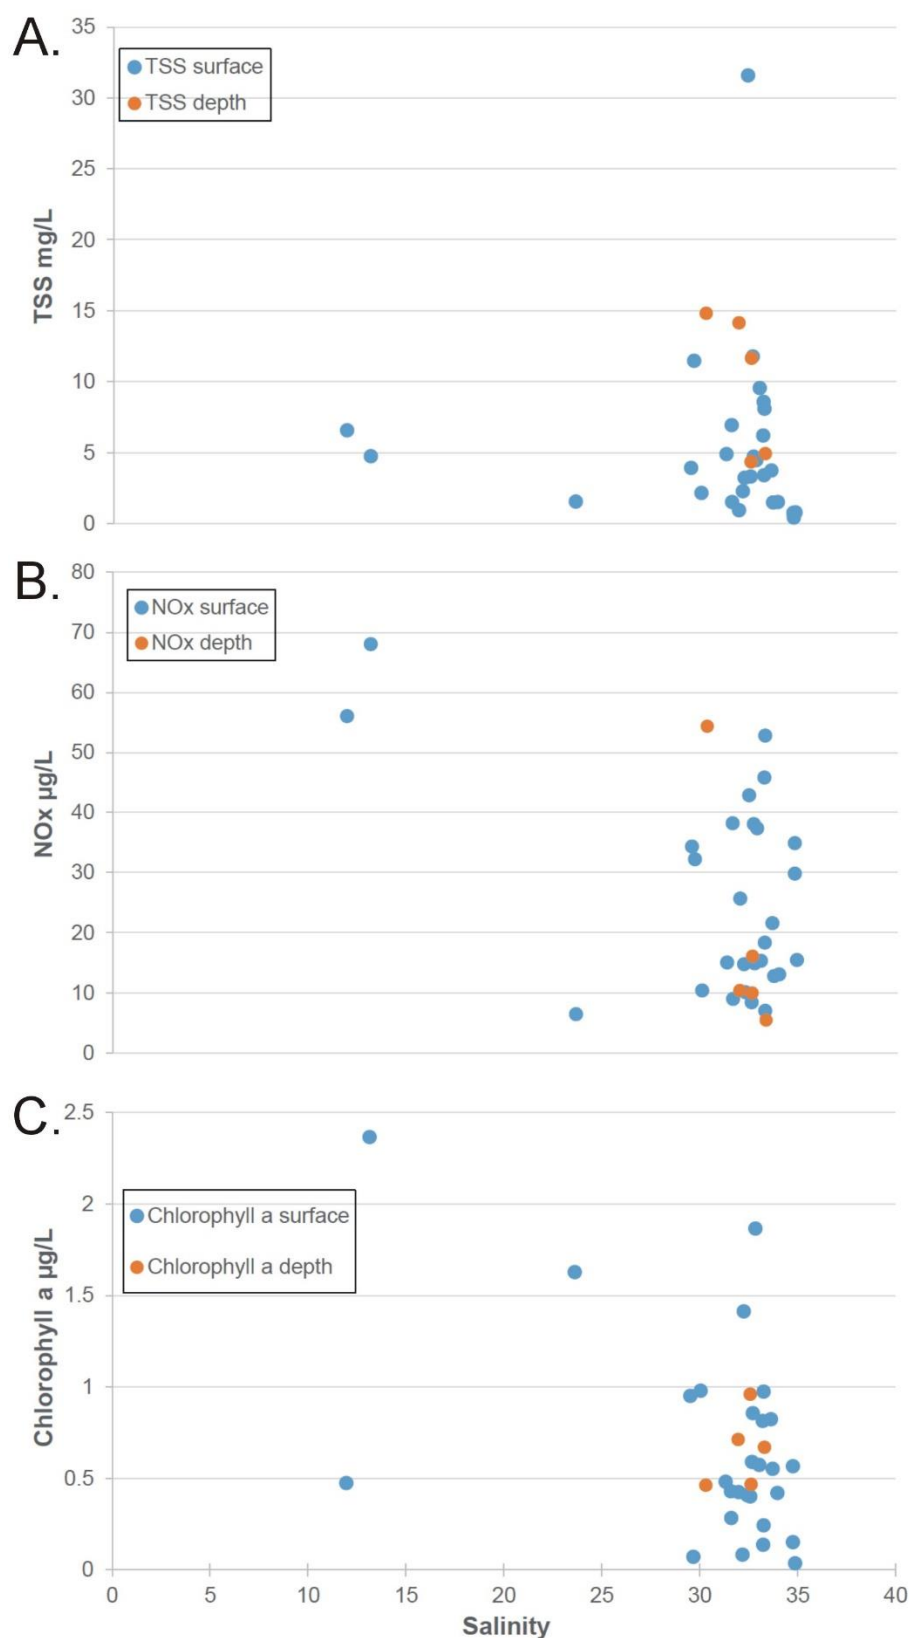 A.
35
TSS surface
TSS depth
30
25
20
15
10
5
0
TSS mg/L
B.
80
NOx surface
NOx depth
70
60
50
40
30
20
10
0
NOx µg/L
C.
2.5
Chlorophyll a surface
Chlorophyll a depth
2
1.5
1
0.5
0
Chlorophyll a µg/L
0 5 10 15 20 25 30 35 40
Salinity